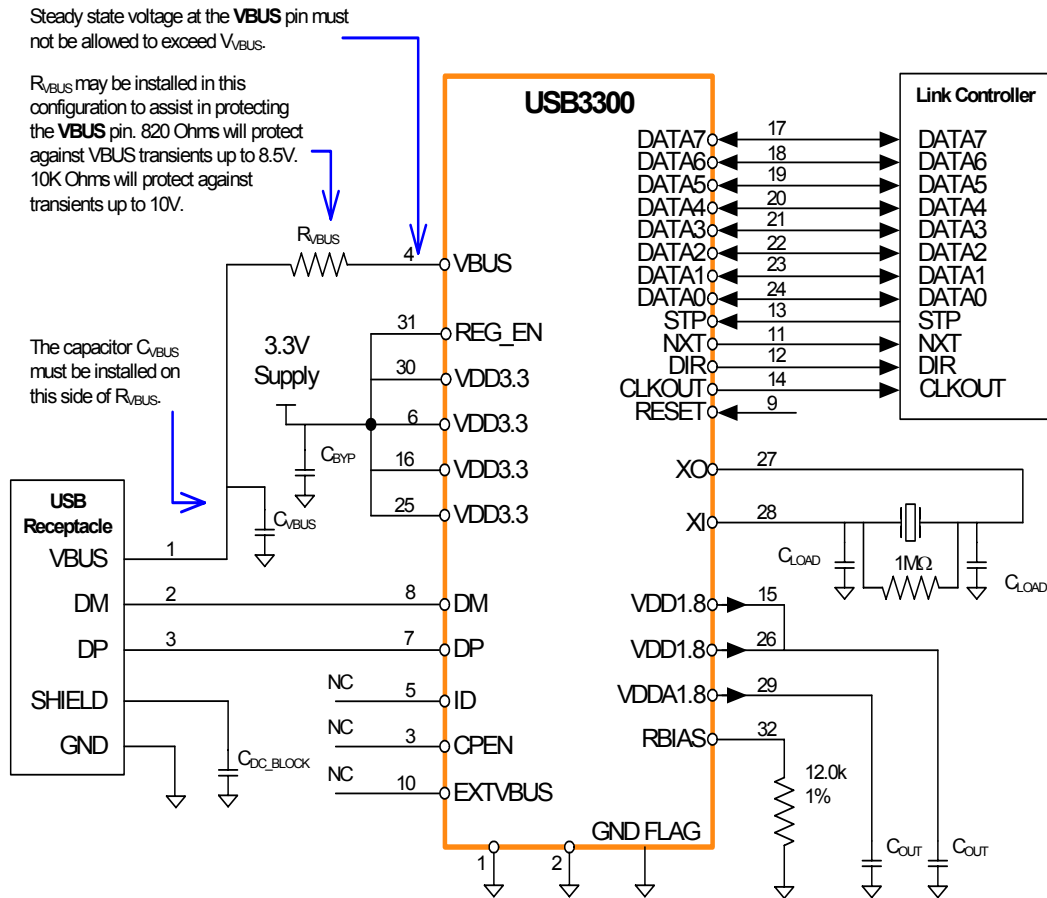 Steady state voltage at the VBUS pin must
not be allowed to exceed VVBUS.
RVBUS may be installed in this
configuration to assist in protecting
the VBUS pin. 820 Ohms will protect
against VBUS transients up to 8.5V.
10K Ohms will protect against
transients up to 10V.
The capacitor CVBUS
must be installed on
this side of RVBUS.
RVBUS
3.3V
Supply
CBYP
CVBUS
USB
Receptacle
VBUS
1
DM
2
DP
3
SHIELD
GND
CDC_BLOCK
USB3300
4
VBUS
31
REG_EN
30
VDD3.3
6
VDD3.3
16
VDD3.3
25
VDD3.3
8
DM
7
DP
NC
5
ID
NC
3
CPEN
NC
10
EXTVBUS
1
2
GND FLAG
DATA7
17
DATA6
18
DATA5
19
DATA4
20
DATA3
21
DATA2
22
DATA1
23
DATA0
24
STP
13
NXT
11
DIR
12
CLKOUT
14
RESET
9
XO
27
XI
28
VDD1.8
15
VDD1.8
26
VDDA1.8
29
RBIAS
32
Link Controller
DATA7
DATA6
DATA5
DATA4
DATA3
DATA2
DATA1
DATA0
STP
NXT
DIR
CLKOUT
CLOAD
1MΩ
CLOAD
12.0k
1%
COUT
COUT